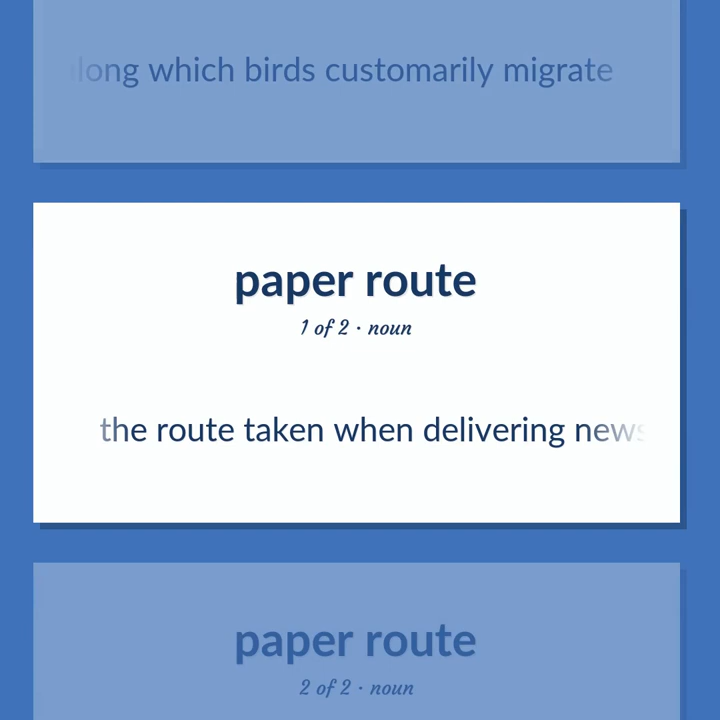 along which birds customarily migrate
paper route
1 of 2 · noun
the route taken when delivering news
paper route
2 of 2 · noun